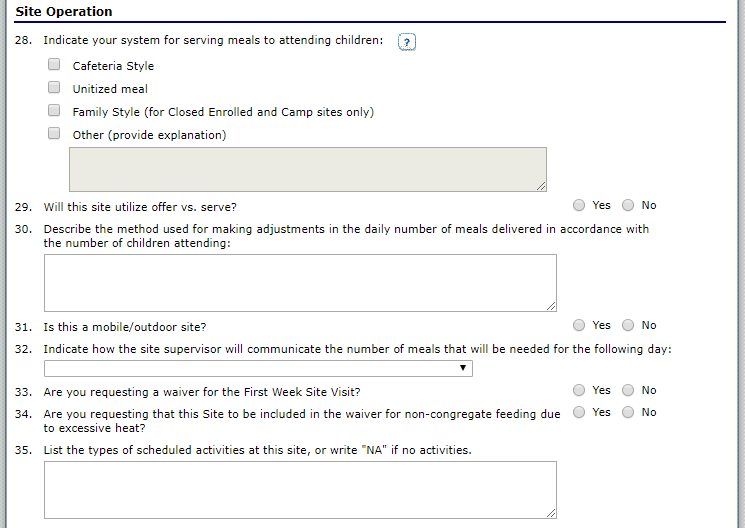 Site Operation
28. Indicate your system for serving meals to attending children: ?
Cafeteria Style
Unitized meal
Family Style (for Closed Enrolled and Camp sites only)
Other (provide explanation)
29. Will this site utilize offer vs. serve? Yes No
30. Describe the method used for making adjustments in the daily number of meals delivered in accordance with
the number of children attending:
31. Is this a mobile/outdoor site? Yes No
32. Indicate how the site supervisor will communicate the number of meals that will be needed for the following day:
33. Are you requesting a waiver for the First Week Site Visit? Yes No
34. Are you requesting that this Site to be included in the waiver for non-congregate feeding due Yes No
to excessive heat?
35. List the types of scheduled activities at this site, or write "NA" if no activities.